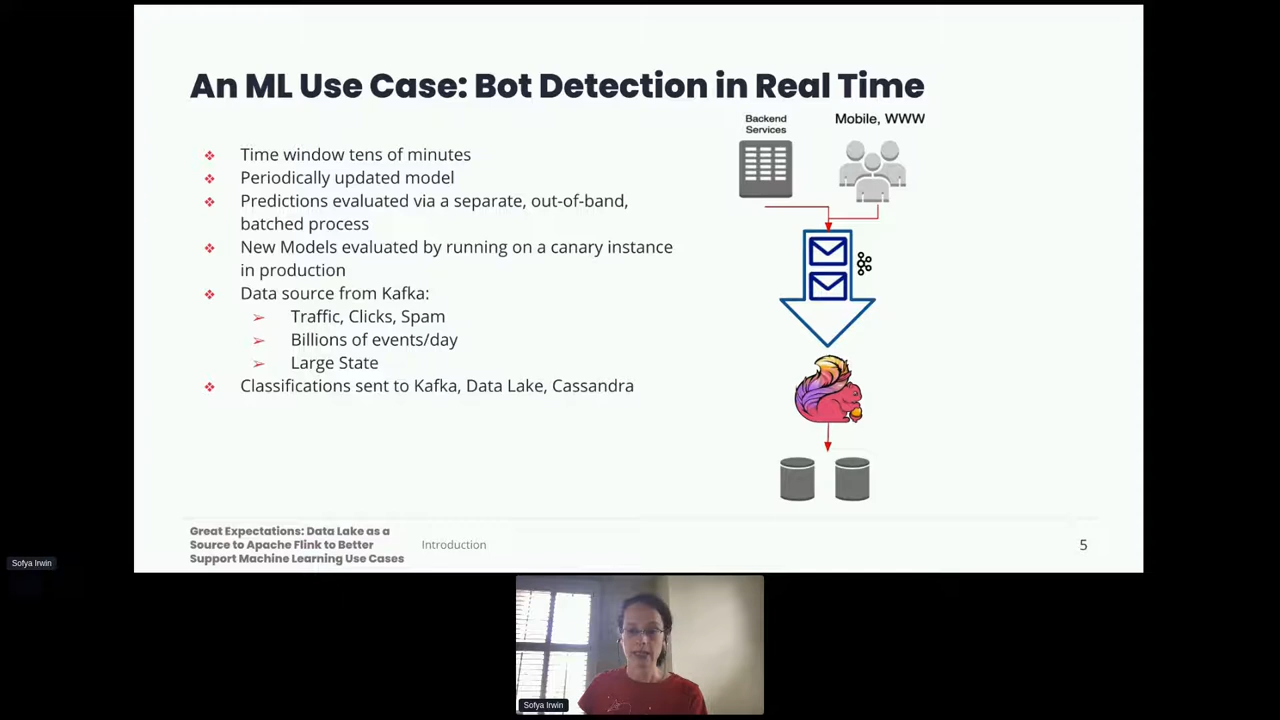 An ML Use Case: Bot Detection in Real Time
Backend
Services
Mobile, WWW
Time window tens of minutes
Periodically updated model
Predictions evaluated via a separate, out-of-band,
batched process
New Models evaluated by running on a canary instance
in production
Data source from Kafka:
Traffic, Clicks, Spam
Billions of events/day
Large State
Classifications sent to Kafka, Data Lake, Cassandra
Great Expectations: Data Lake as a
Source to Apache Flink to Better
Support Machine Learning Use Cases
Introduction
5
Sofya Irwin
Sofya Irwin